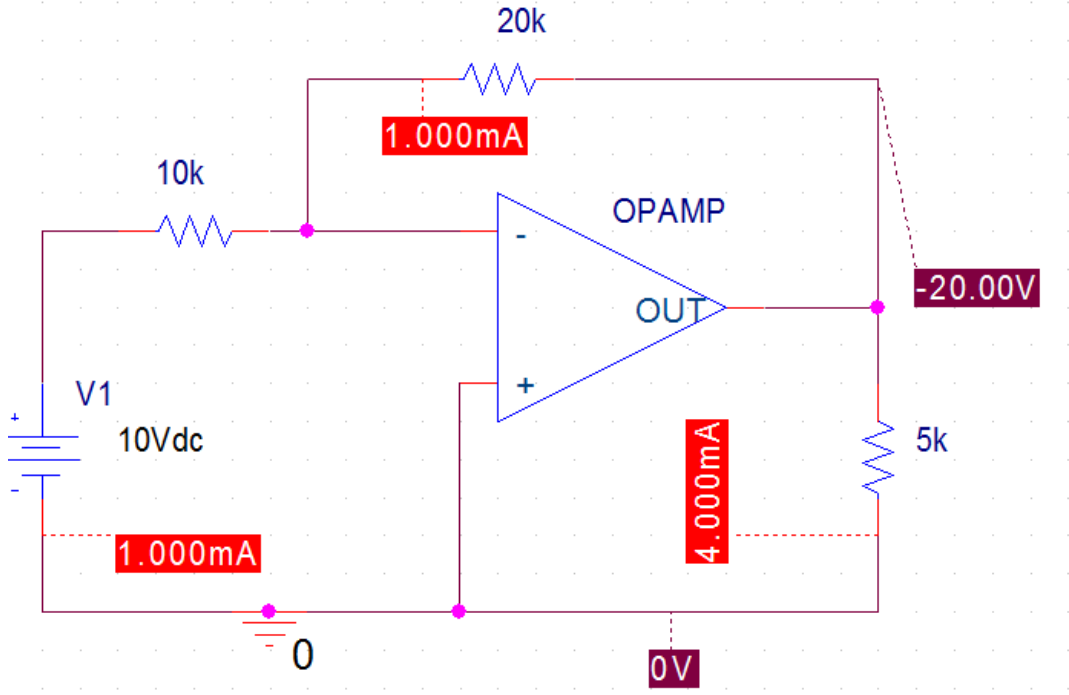 20k
1.000mA
10k
OPAMP
-
OUT
-20.00V
+
V1
+
10Vdc
-
5k
4.000mA
1.000mA
0
0V